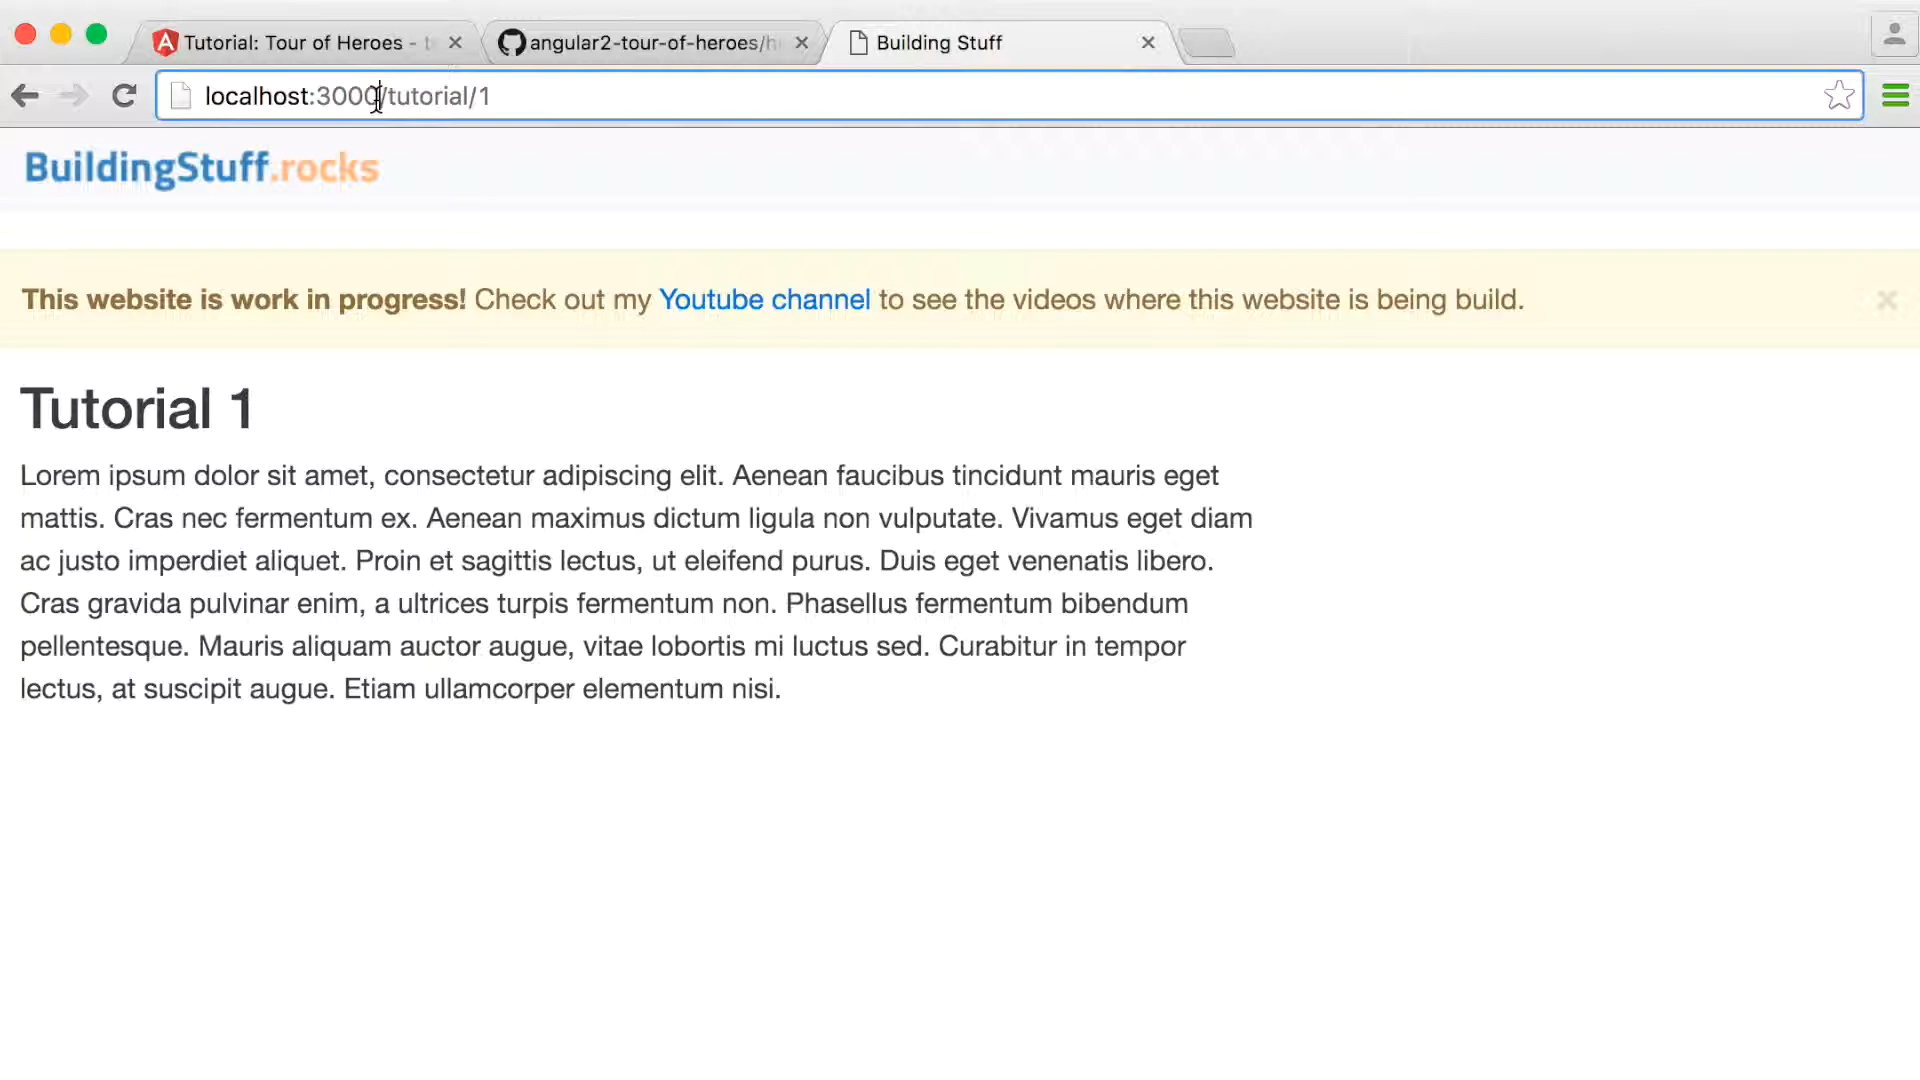 Tutorial: Tour of Heroes - t
angular2-tour-of-heroes/h
Building Stuff
localhost:3000/tutorial/1
BuildingStuff.rocks
This website is work in progress! Check out my Youtube channel to see the videos where this website is being build.
Tutorial 1
Lorem ipsum dolor sit amet, consectetur adipiscing elit. Aenean faucibus tincidunt mauris eget
mattis. Cras nec fermentum ex. Aenean maximus dictum ligula non vulputate. Vivamus eget diam
ac justo imperdiet aliquet. Proin et sagittis lectus, ut eleifend purus. Duis eget venenatis libero.
Cras gravida pulvinar enim, a ultrices turpis fermentum non. Phasellus fermentum bibendum
pellentesque. Mauris aliquam auctor augue, vitae lobortis mi luctus sed. Curabitur in tempor
lectus, at suscipit augue. Etiam ullamcorper elementum nisi.